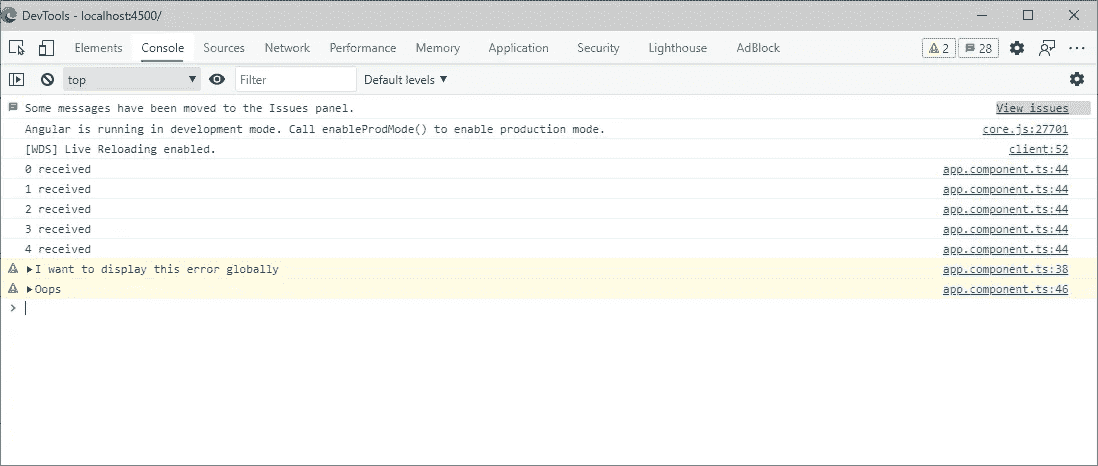 DevTools - localhost:4500/
Elements Console Sources Network Performance Memory Application Security Lighthouse AdBlock 2 28
top Filter Default levels
Some messages have been moved to the Issues panel. View issues
Angular is running in development mode. Call enableProdMode() to enable production mode. core.js:27701
[WDS] Live Reloading enabled. client:52
0 received app.component.ts:44
1 received app.component.ts:44
2 received app.component.ts:44
3 received app.component.ts:44
4 received app.component.ts:44
I want to display this error globally app.component.ts:38
Oops app.component.ts:46